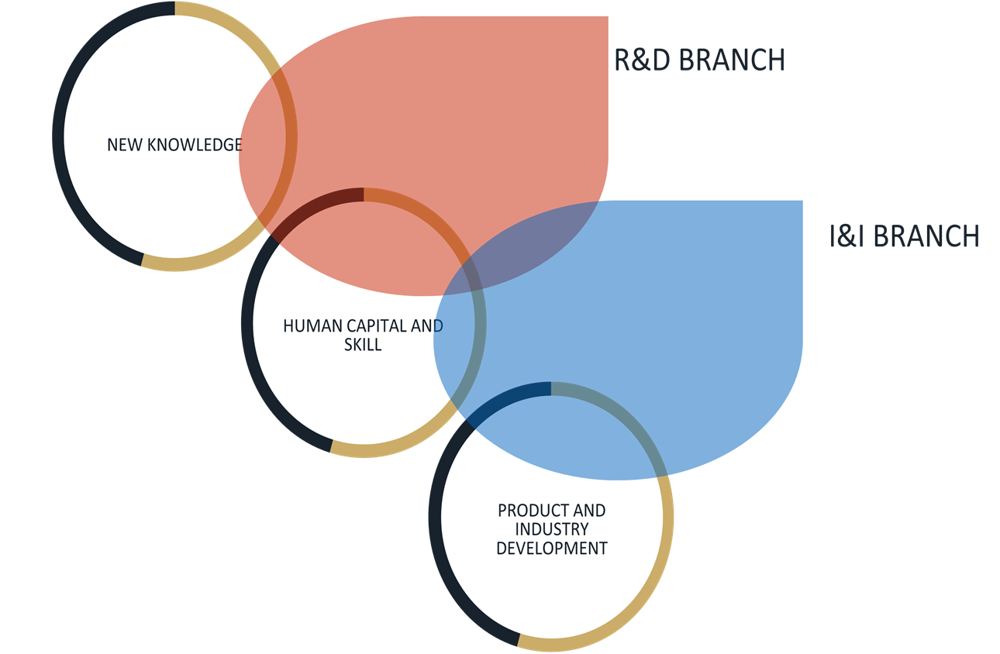 R&D BRANCH
NEW KNOWLEDGE
I&I BRANCH
HUMAN CAPITAL AND
SKILL
PRODUCT AND
INDUSTRY
DEVELOPMENT